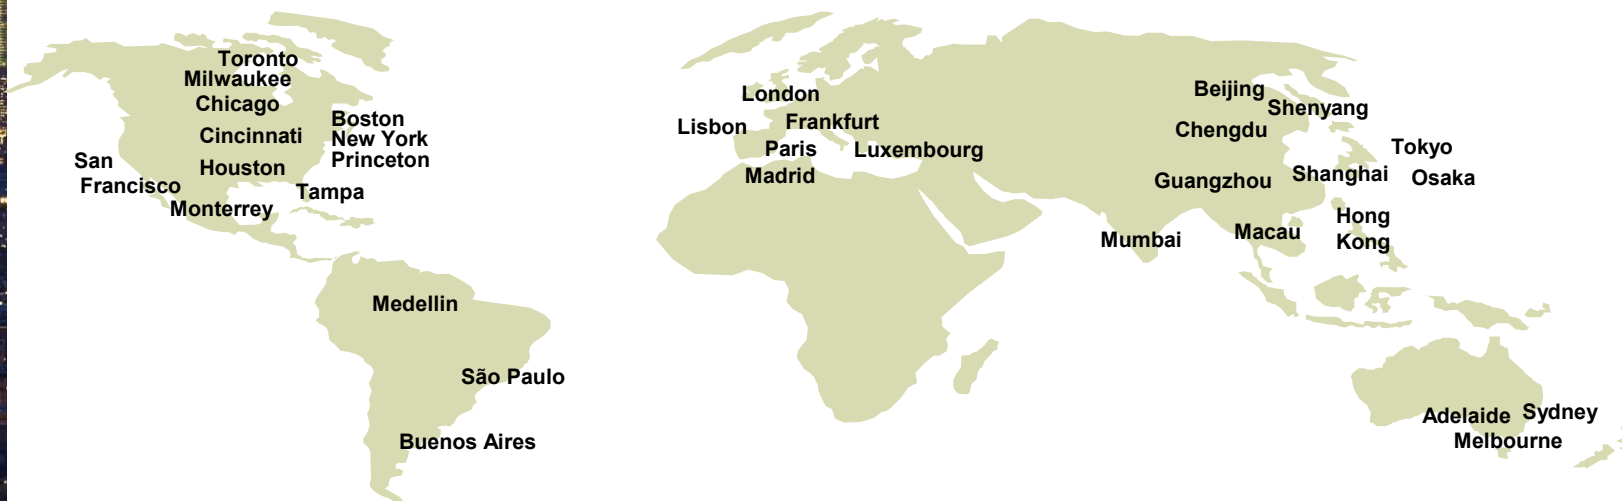 Toronto
Milwaukee
Chicago
Cincinnati
Houston
Boston
New York
Princeton
San
Francisco
Tampa
Monterrey
Medellin
São Paulo
Buenos Aires
London
Lisbon
Frankfurt
Paris
Luxembourg
Madrid
Beijing
Shenyang
Chengdu
Tokyo
Shanghai
Osaka
Guangzhou
Hong
Kong
Macau
Mumbai
Adelaide
Sydney
Melbourne